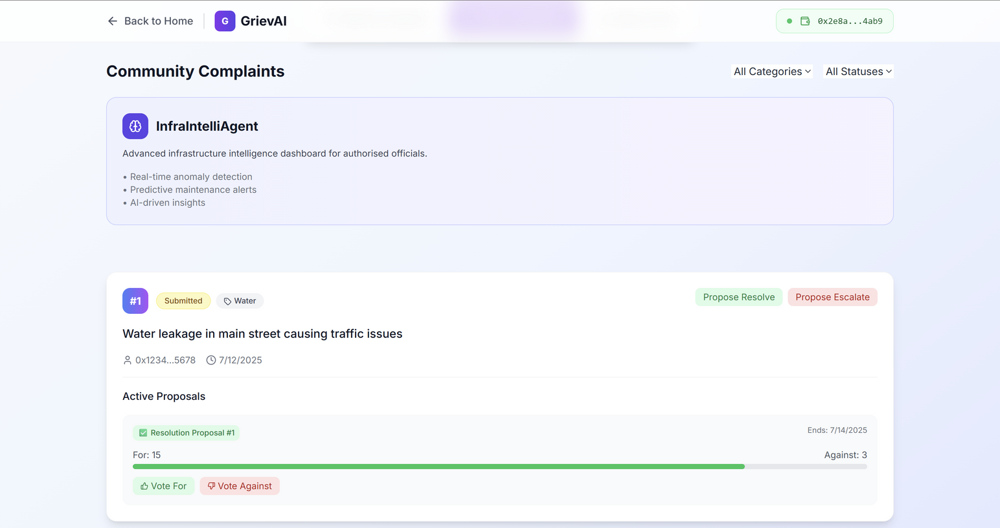 Back to Home
G
GrievAI
0x2e8a...4ab9
Community Complaints
All Categories
All Statuses
InfraIntelliAgent
Advanced infrastructure intelligence dashboard for authorised officials.
• Real-time anomaly detection
• Predictive maintenance alerts
• AI-driven insights
#1
Submitted
Water
Propose Resolve
Propose Escalate
Water leakage in main street causing traffic issues
0x1234...5678
7/12/2025
Active Proposals
Resolution Proposal #1
Ends: 7/14/2025
For: 15
Against: 3
Vote For
Vote Against